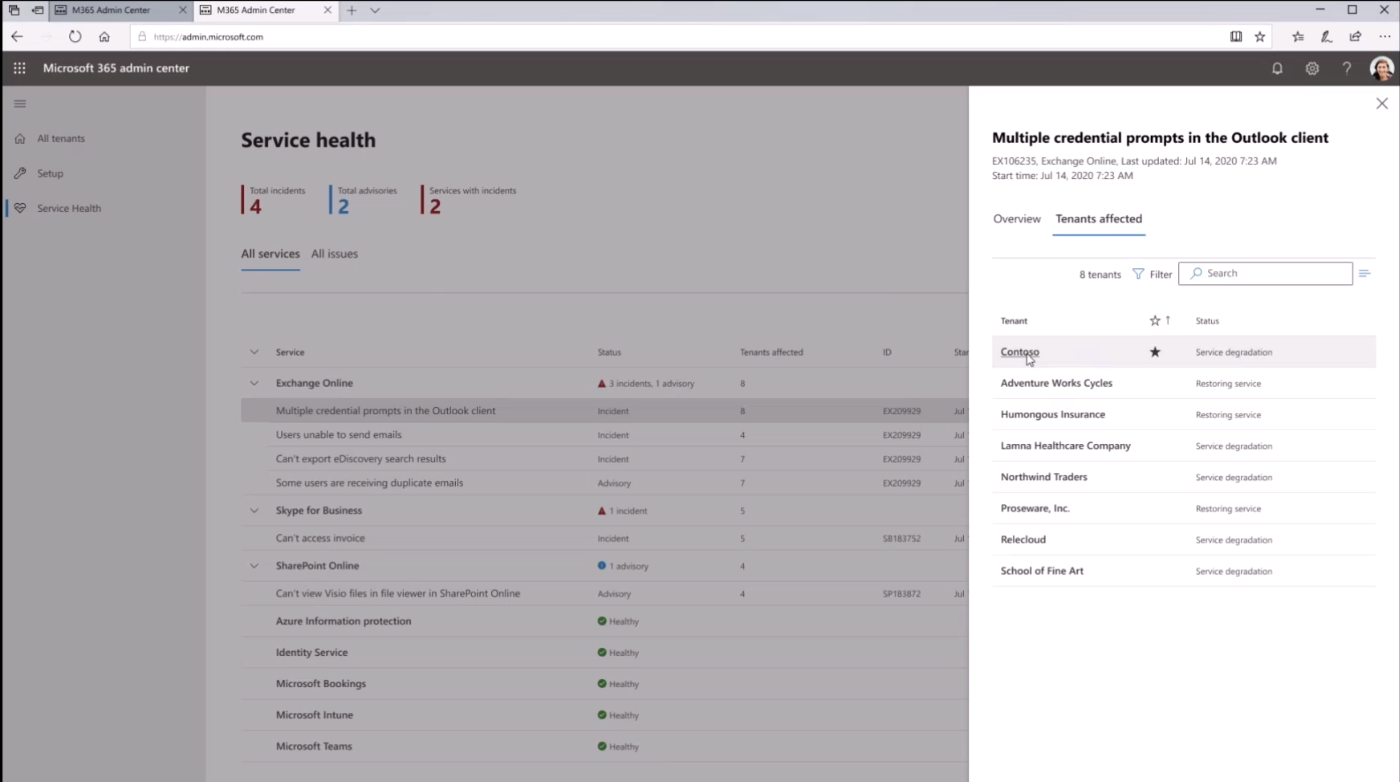 M365 Admin Center
M365 Admin Center
https://admin.microsoft.com
Microsoft 365 admin center
All tenants
Setup
Service Health
Service health
Total incidents
4
Total advisories
2
Services with incidents
2
All services All issues
Service Status Tenants affected ID Star
Exchange Online 3 incidents, 1 advisory 8
Multiple credential prompts in the Outlook client Incident 8 EX209929 Jul
Users unable to send emails Incident 4 EX209929 Jul
Can't export eDiscovery search results Incident 7 EX209929 Jul
Some users are receiving duplicate emails Advisory 7 EX209929 Jul
Skype for Business 1 incident 5
Can't access invoice Incident 5 SB183752 Jul
SharePoint Online 1 advisory 4
Can't view Visio files in file viewer in SharePoint Online Advisory 4 SP183872 Jul
Azure Information protection Healthy
Identity Service Healthy
Microsoft Bookings Healthy
Microsoft Intune Healthy
Microsoft Teams Healthy
Multiple credential prompts in the Outlook client
EX106235, Exchange Online, Last updated: Jul 14, 2020 7:23 AM
Start time: Jul 14, 2020 7:23 AM
Overview Tenants affected
8 tenants Filter Search
Tenant Status
Contoso Service degradation
Adventure Works Cycles Restoring service
Humongous Insurance Restoring service
Lamna Healthcare Company Service degradation
Northwind Traders Service degradation
Proseware, Inc. Restoring service
Relecloud Service degradation
School of Fine Art Service degradation